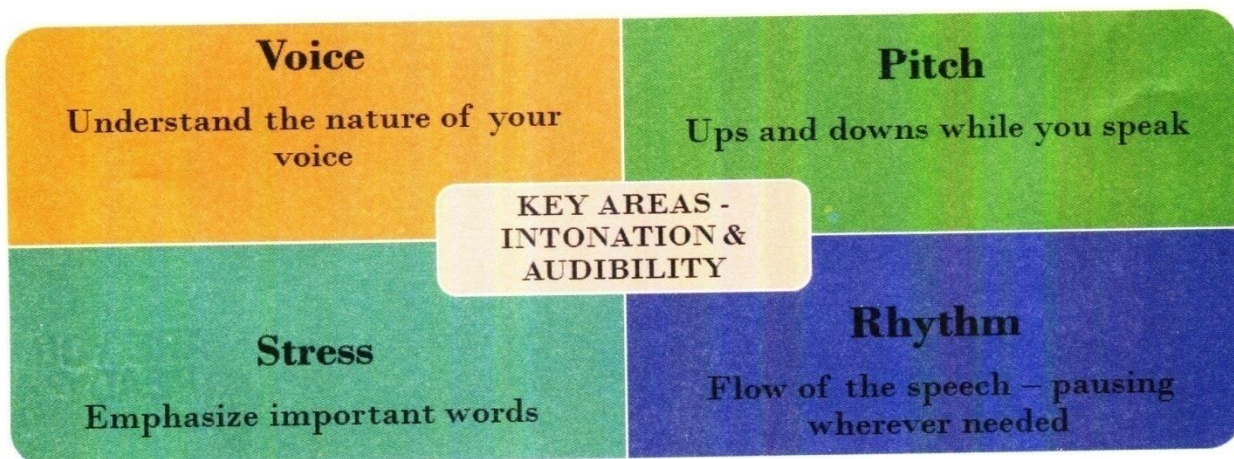 Voice
Understand the nature of your
voice
Pitch
Ups and downs while you speak
KEY AREAS -
INTONATION &
AUDIBILITY
Stress
Emphasize important words
Rhythm
Flow of the speech – pausing
wherever needed